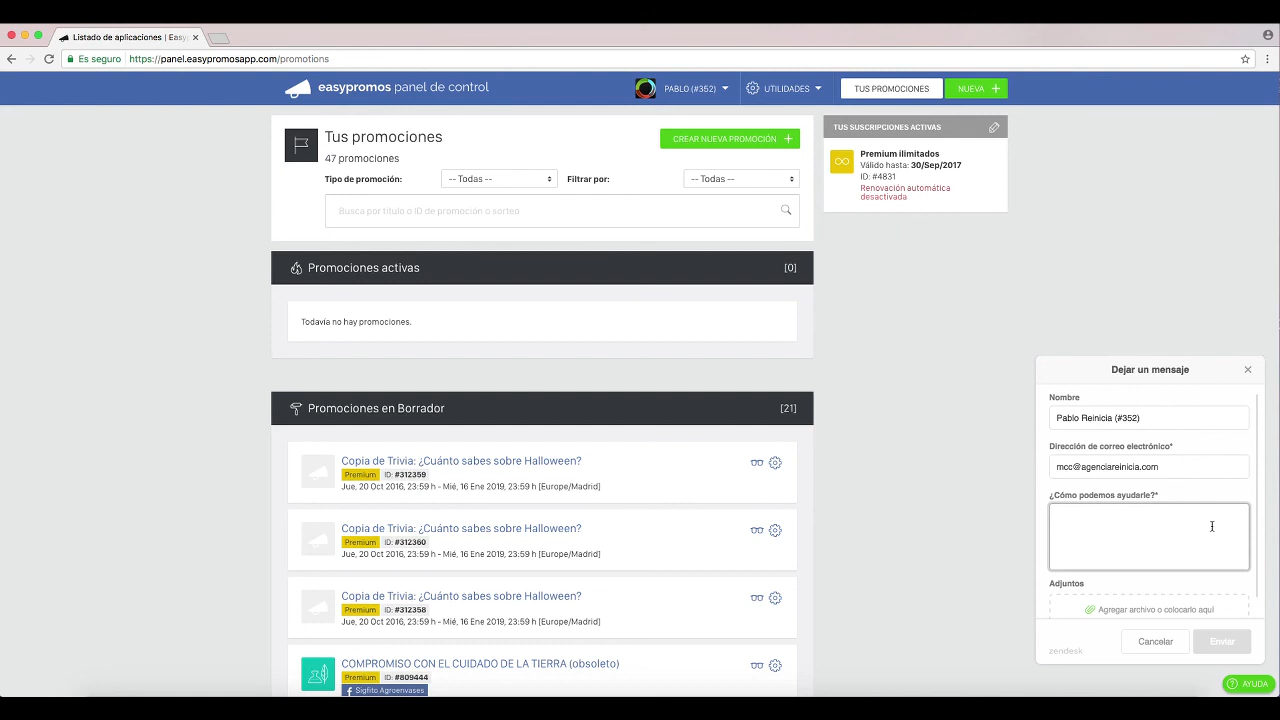 Listado de aplicaciones | Easy
Es seguro
https://panel.easypromosapp.com/promotions
easypromos panel de control
PABLO (#352)
UTILIDADES
TUS PROMOCIONES
NUEVA +
Tus promociones
47 promociones
CREAR NUEVA PROMOCIÓN +
Tipo de promoción:
-- Todas --
Filtrar por:
-- Todas --
Busca por título o ID de promoción o sorteo
TUS SUSCRIPCIONES ACTIVAS
Premium ilimitados
Válido hasta: 30/Sep/2017
ID: #4831
Renovación automática
desactivada
Promociones activas
[0]
Todavía no hay promociones.
Promociones en Borrador
[21]
Copia de Trivia: ¿Cuánto sabes sobre Halloween?
Premium ID: #312359
Jue, 20 Oct 2016, 23:59 h - Mié, 16 Ene 2019, 23:59 h [Europe/Madrid]
Copia de Trivia: ¿Cuánto sabes sobre Halloween?
Premium ID: #312360
Jue, 20 Oct 2016, 23:59 h - Mié, 16 Ene 2019, 23:59 h [Europe/Madrid]
Copia de Trivia: ¿Cuánto sabes sobre Halloween?
Premium ID: #312358
Jue, 20 Oct 2016, 23:59 h - Mié, 16 Ene 2019, 23:59 h [Europe/Madrid]
COMPROMISO CON EL CUIDADO DE LA TIERRA (obsoleto)
Premium ID: #809444
Sigfito Agroenvases
Dejar un mensaje
Nombre
Pablo Reinicia (#352)
Dirección de correo electrónico*
mcc@agenciareinicia.com
¿Cómo podemos ayudarle?*
Adjuntos
Agregar archivo o colocarlo aquí
zendesk
Cancelar
Enviar
AYUDA